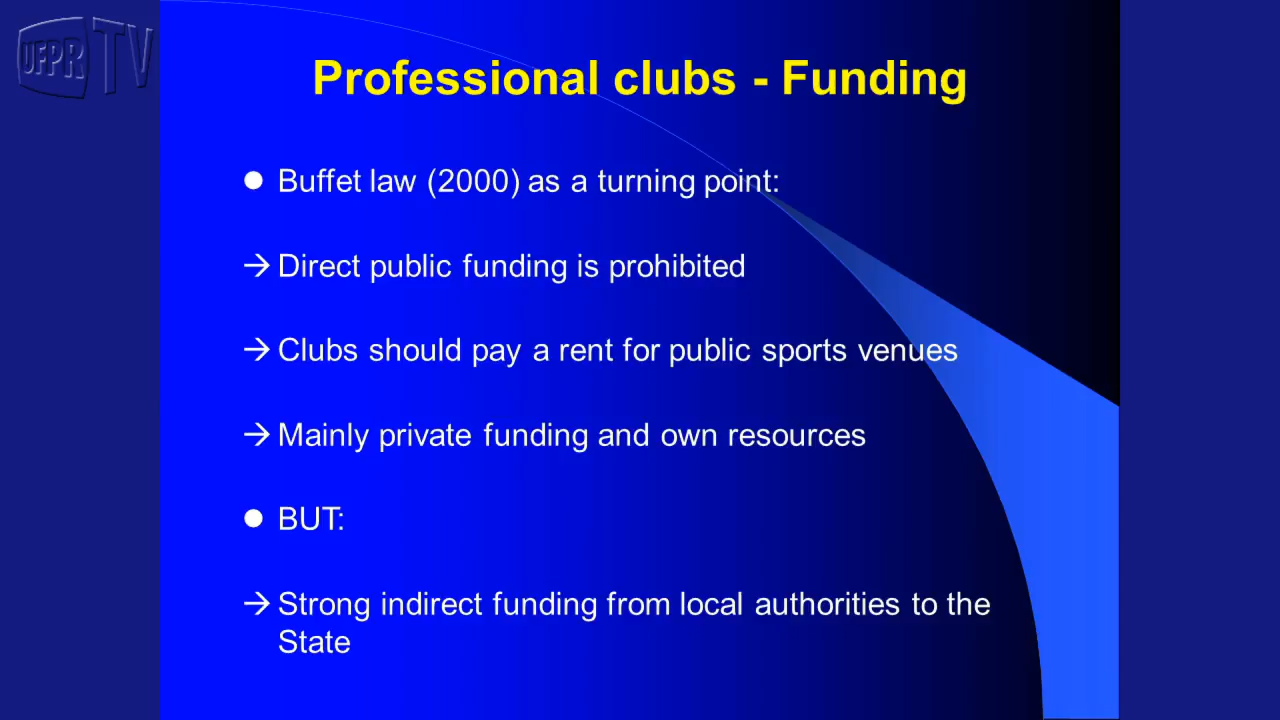 UFPR TV
Professional clubs - Funding
● Buffet law (2000) as a turning point:
→ Direct public funding is prohibited
→ Clubs should pay a rent for public sports venues
→ Mainly private funding and own resources
● BUT:
→ Strong indirect funding from local authorities to the
State